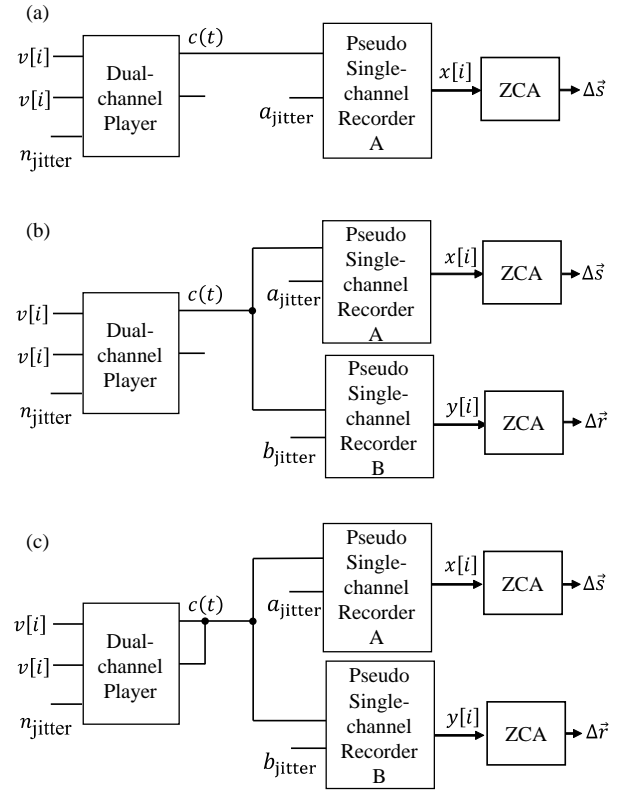 (a)
v[i]
v[i]
n_jitter
Dual-
channel
Player
c(t)
a_jitter
Pseudo
Single-
channel
Recorder
A
x[i]
ZCA
Δs⃗
(b)
v[i]
v[i]
n_jitter
Dual-
channel
Player
c(t)
a_jitter
Pseudo
Single-
channel
Recorder
A
x[i]
ZCA
Δs⃗
b_jitter
Pseudo
Single-
channel
Recorder
B
y[i]
ZCA
Δr⃗
(c)
v[i]
v[i]
n_jitter
Dual-
channel
Player
c(t)
a_jitter
Pseudo
Single-
channel
Recorder
A
x[i]
ZCA
Δs⃗
b_jitter
Pseudo
Single-
channel
Recorder
B
y[i]
ZCA
Δr⃗